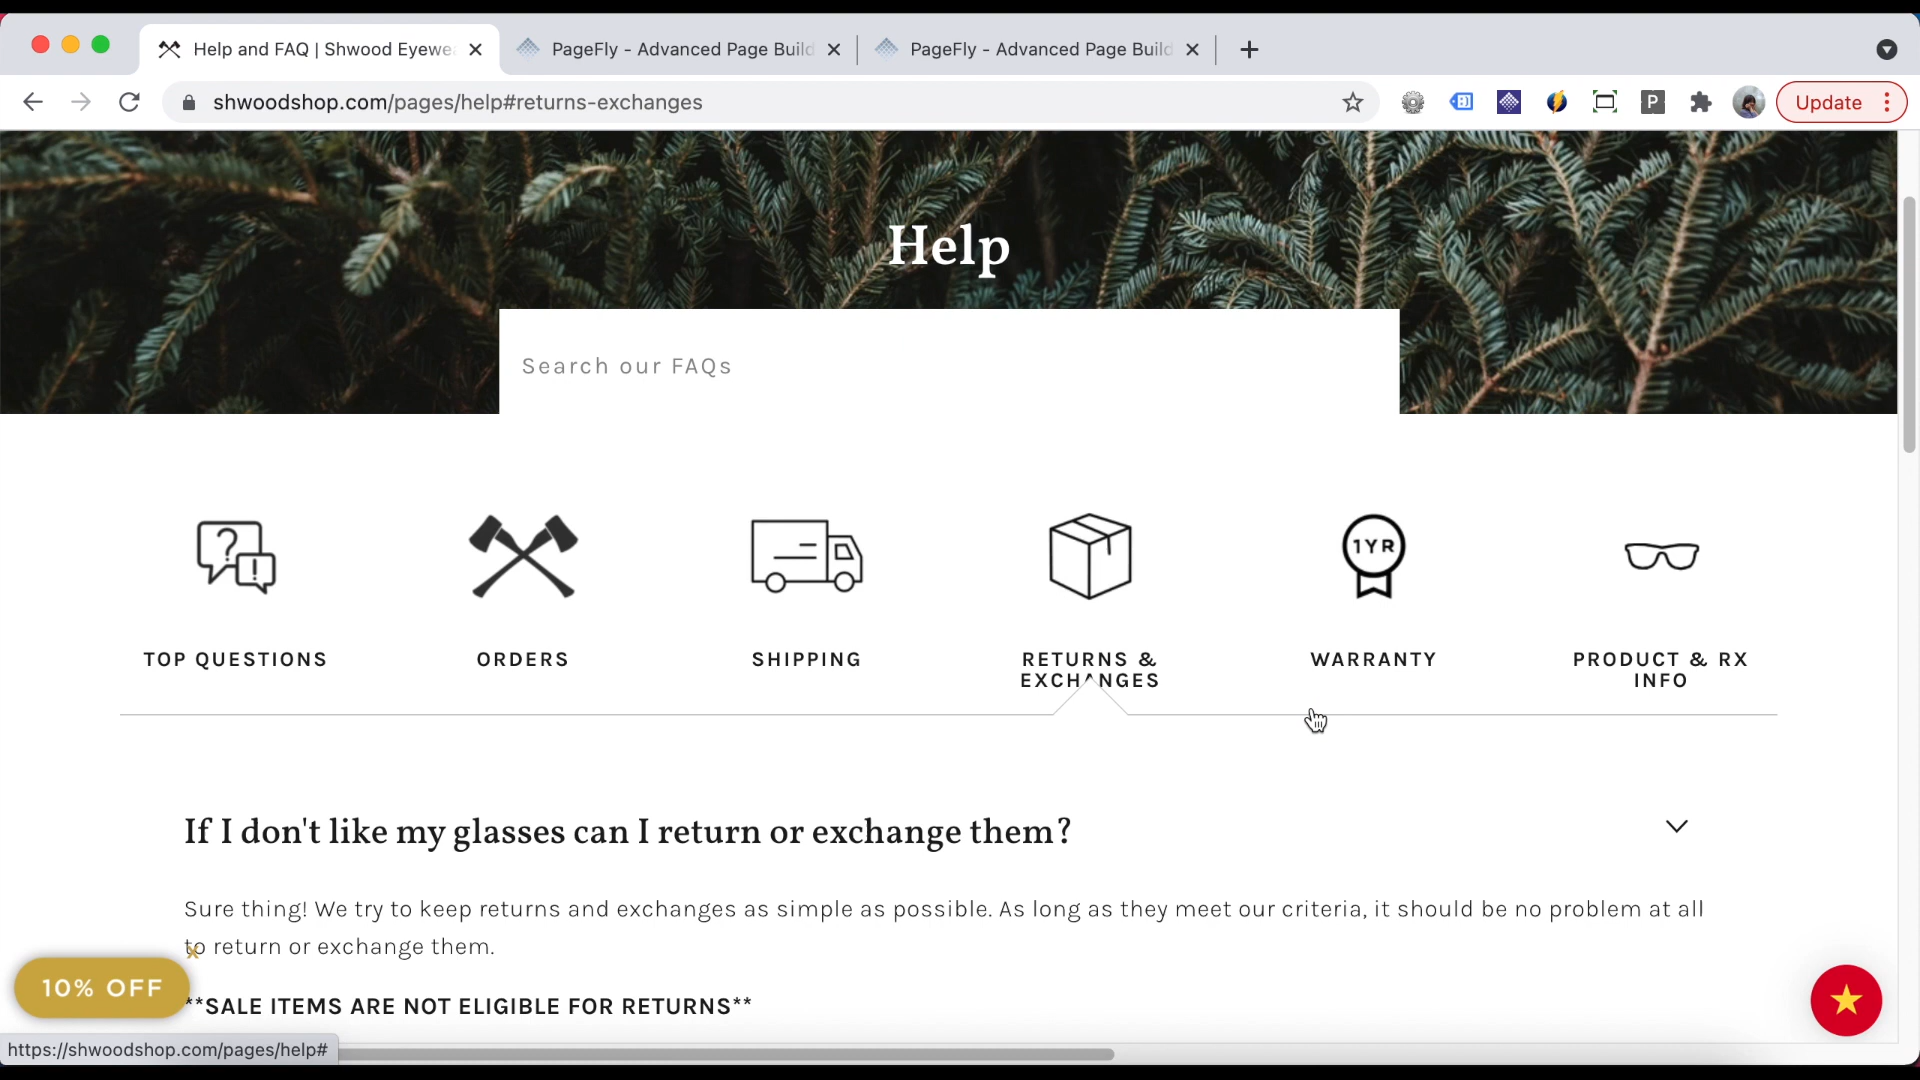 Help and FAQ | Shwood Eyewe
PageFly - Advanced Page Build
PageFly - Advanced Page Build
shwoodshop.com/pages/help#returns-exchanges
Update
Help
Search our FAQs
1YR
TOP QUESTIONS
ORDERS
SHIPPING
RETURNS &
EXCHANGES
WARRANTY
PRODUCT & RX
INFO
If I don't like my glasses can I return or exchange them?
Sure thing! We try to keep returns and exchanges as simple as possible. As long as they meet our criteria, it should be no problem at all
to return or exchange them.
10% OFF
**SALE ITEMS ARE NOT ELIGIBLE FOR RETURNS**
https://shwoodshop.com/pages/help#